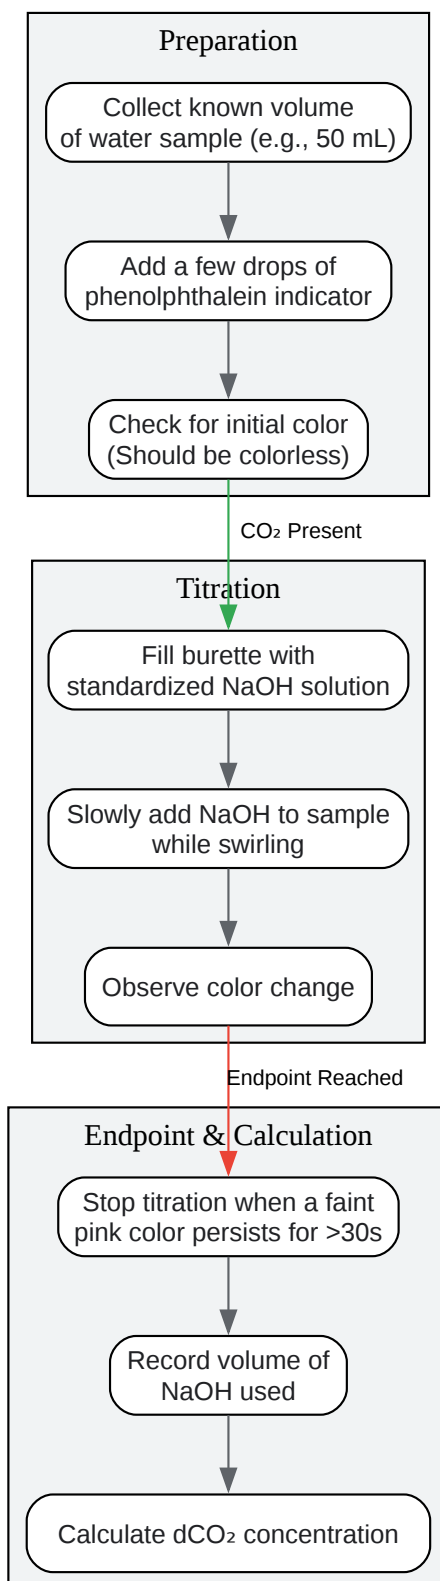 Preparation
Collect known volume
of water sample (e.g., 50 mL)
Add a few drops of
phenolphthalein indicator
Check for initial color
(Should be colorless)
CO₂ Present
Titration
Fill burette with
standardized NaOH solution
Slowly add NaOH to sample
while swirling
Observe color change
Endpoint Reached
Endpoint & Calculation
Stop titration when a faint
pink color persists for >30s
Record volume of
NaOH used
Calculate dCO₂ concentration